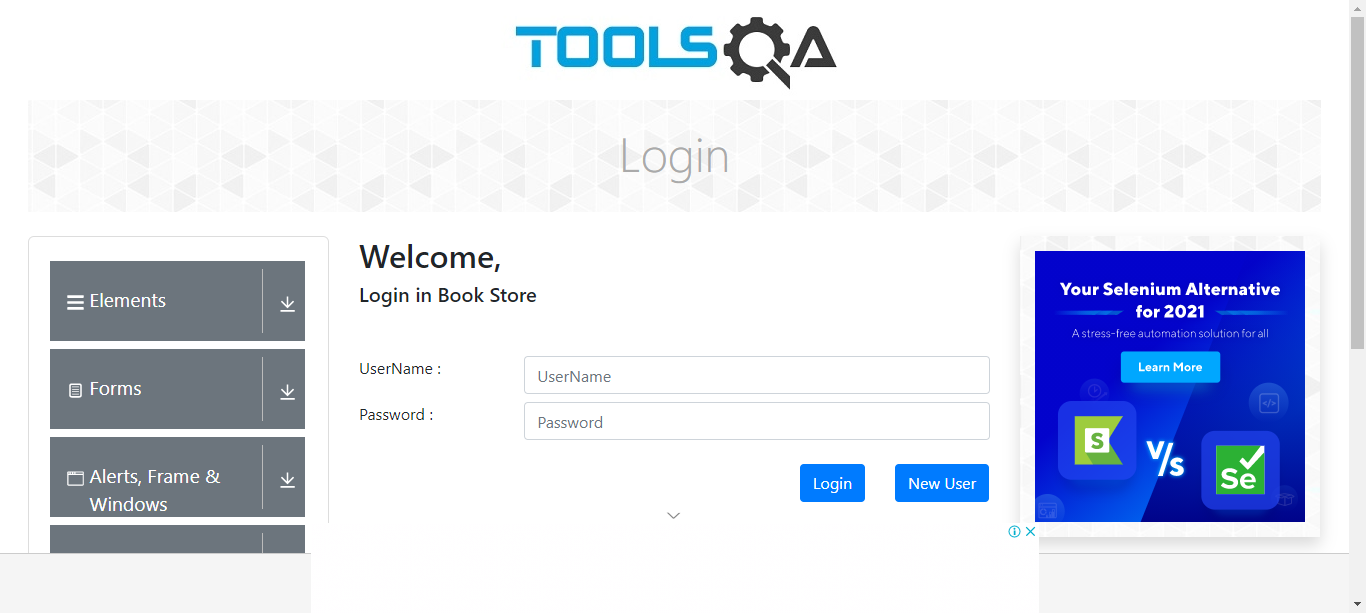 TOOLSQA
Login
Elements
Forms
Alerts, Frame &
Windows
Welcome,
Login in Book Store
UserName :
UserName
Password :
Password
Login
New User
Your Selenium Alternative
for 2021
A stress-free automation solution for all
Learn More
S
V/s
Se